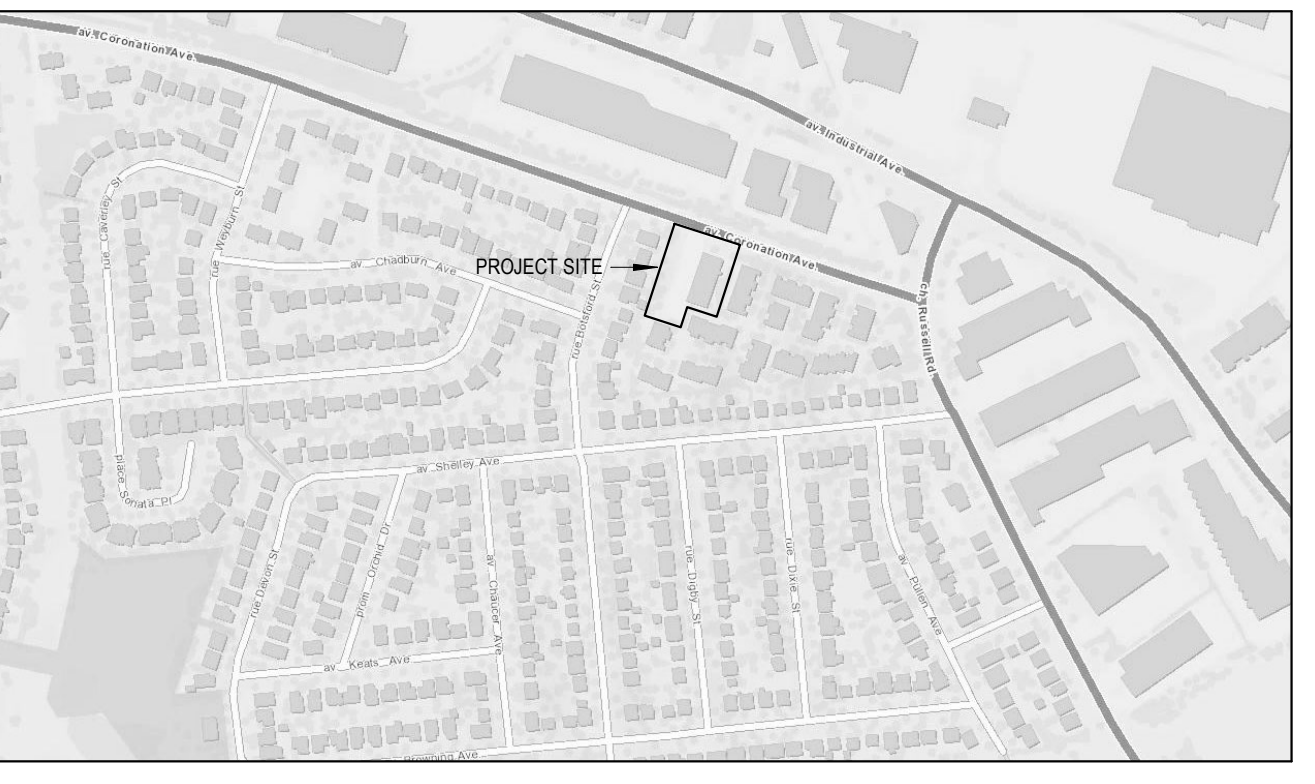 av. Coronation Ave.
av. Industrial Ave.
rue Caverley St
rue Weyburn St
av. Chadburn Ave
PROJECT SITE
av. Coronation Ave.
rue Botsford St.
ch. Russell Rd.
place Sonata Pl
av Shelley Ave
rue Davon St
prom Orchid Dr
av Chaucer Ave
rue Digby St
rue Dixie St
av Pullen Ave
av Keats Ave
Browning Ave